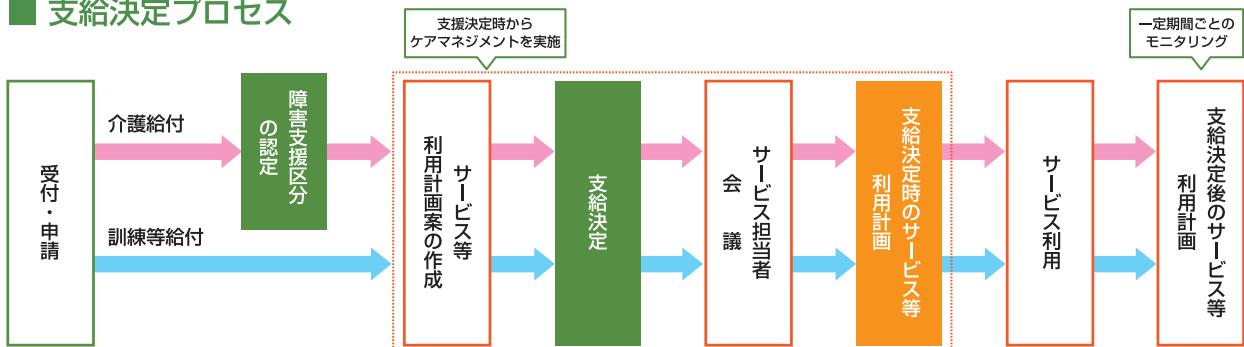 ■ 支給決定プロセス
支援決定時から
ケアマネジメントを実施
一定期間ごとの
モニタリング
受付・申請
介護給付
訓練等給付
障害支援区分
の認定
サービス等
利用計画案の作成
支給決定
サービス担当者
会議
支給決定時のサービス等
利用計画
サービス利用
支給決定後のサービス等
利用計画